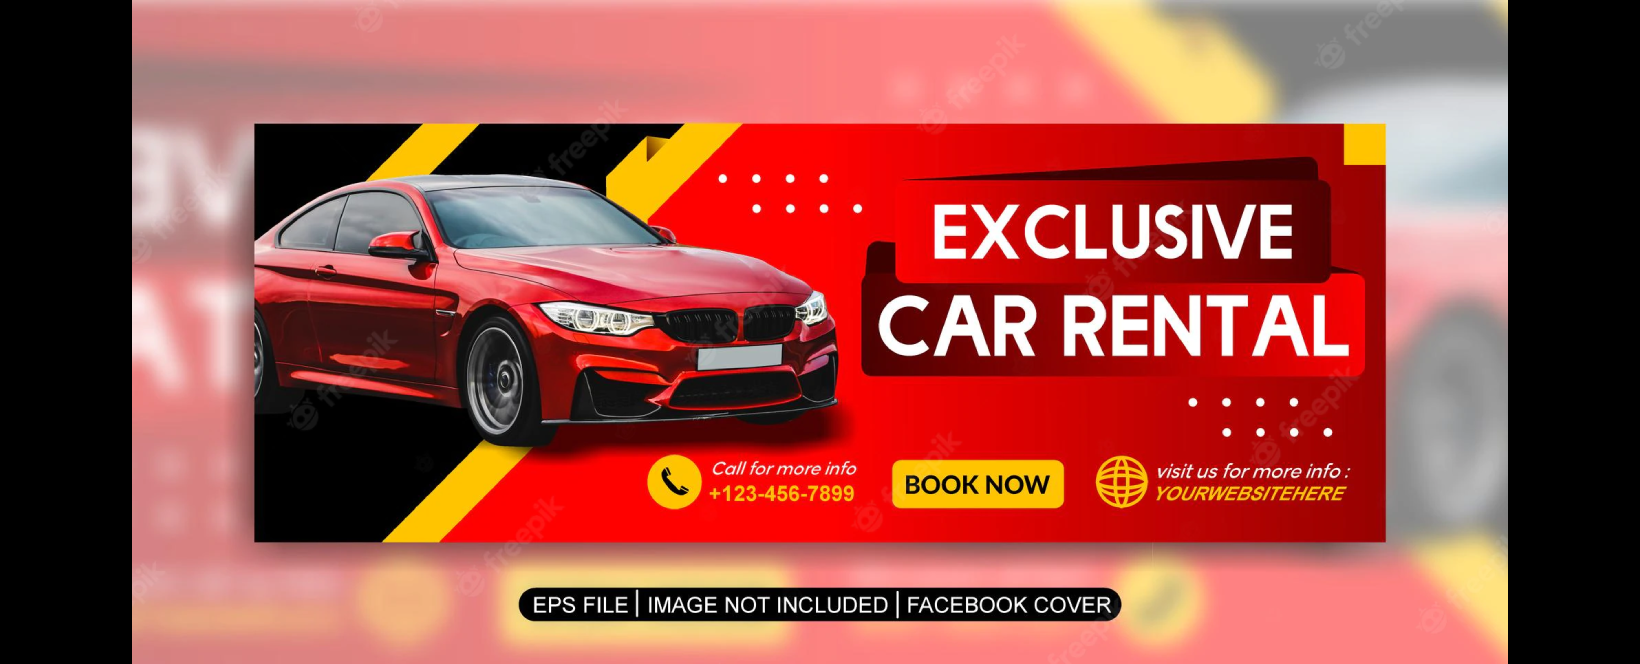 EXCLUSIVE
CAR RENTAL
Call for more info
+123-456-7899
BOOK NOW
visit us for more info :
YOURWEBSITEHERE
EPS FILE | IMAGE NOT INCLUDED | FACEBOOK COVER
freepik